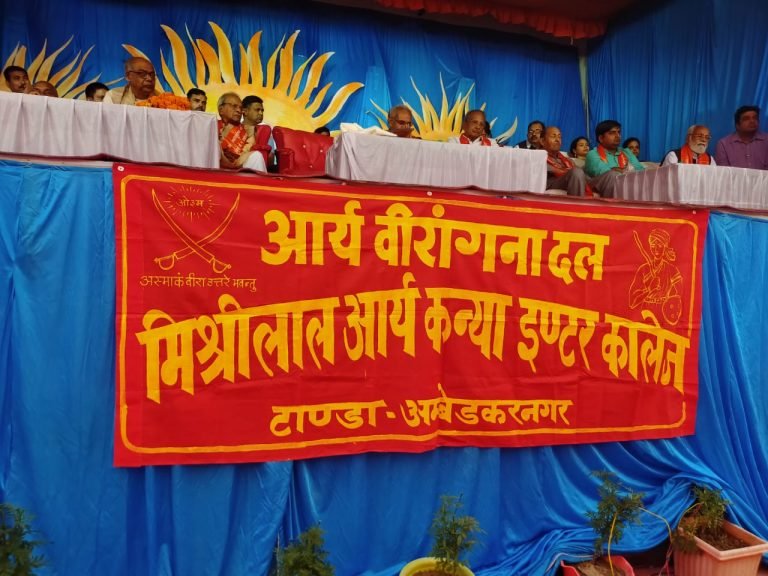 ओ३म्
अस्माकं वीरा उत्तरे भवन्तु
आर्य वीरांगना दल
मिश्रीलाल आर्य कन्या इण्टर कालेज
टाण्डा - अम्बेडकरनगर